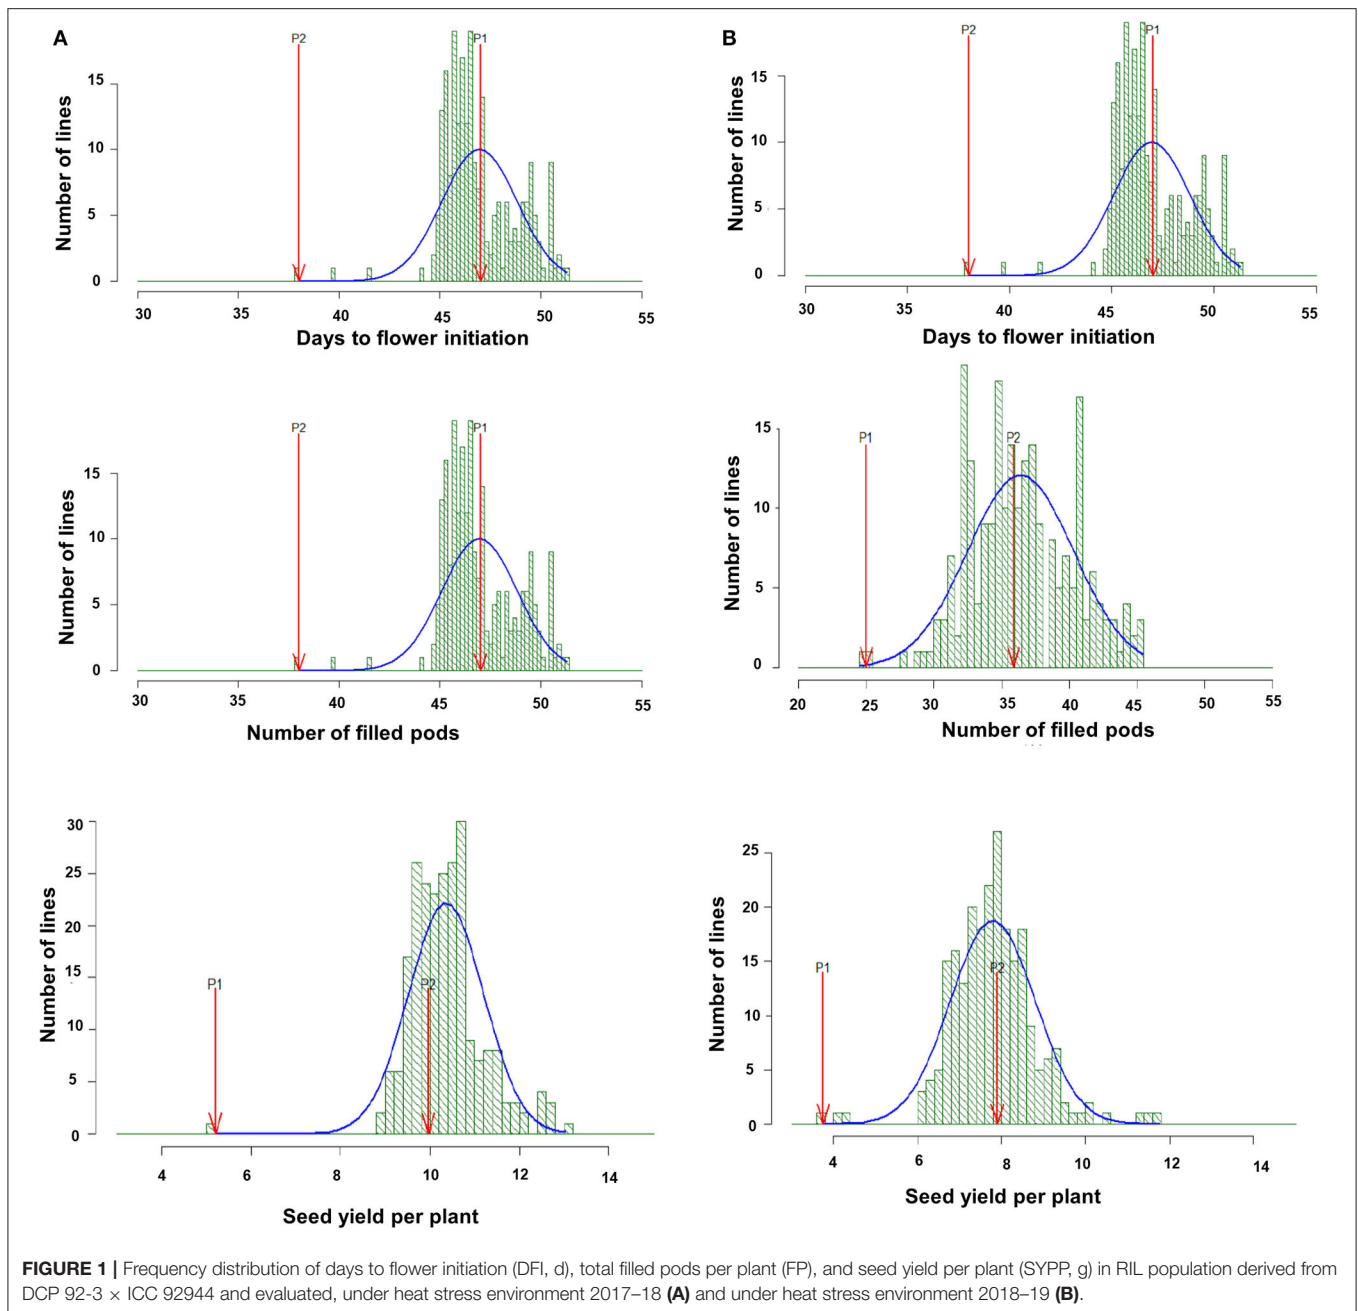 A
P2
P1
15
10
5
0
Number of lines
30 35 40 45 50 55
Days to flower initiation
B
P2
P1
15
10
5
0
Number of lines
30 35 40 45 50 55
Days to flower initiation
P2
P1
15
10
5
0
Number of lines
30 35 40 45 50 55
Number of filled pods
P1
P2
15
10
5
0
Number of lines
20 25 30 35 40 45 50 55
Number of filled pods
30
25
20
15
10
5
0
Number of lines
P1
P2
4 6 8 10 12 14
Seed yield per plant
25
20
15
10
5
0
Number of lines
P1
P2
4 6 8 10 12 14
Seed yield per plant
FIGURE 1 | Frequency distribution of days to flower initiation (DFI, d), total filled pods per plant (FP), and seed yield per plant (SYPP, g) in RIL population derived from
DCP 92-3 × ICC 92944 and evaluated, under heat stress environment 2017–18 (A) and under heat stress environment 2018–19 (B).